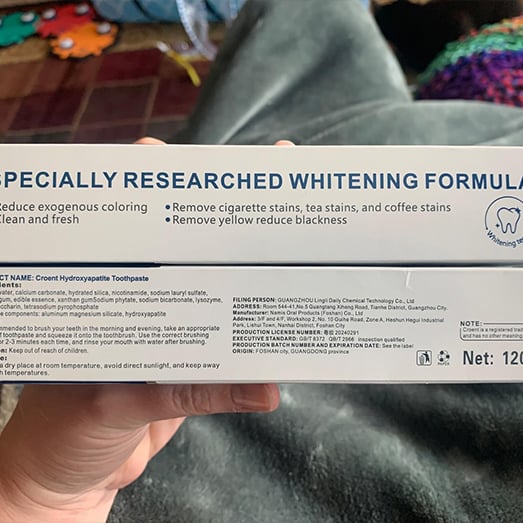 SPECIALLY RESEARCHED WHITENING FORMULA
Reduce exogenous coloring
Clean and fresh
• Remove cigarette stains, tea stains, and coffee stains
• Remove yellow reduce blackness
Whitening
CT NAME: Croent Hydroxyapatite Toothpaste
ients:
water, calcium carbonate, hydrated silica, nicotinamide, sodium lauryl sulfate,
gum, edible essence, xanthan gumSodium phytate, sodium bicarbonate, lysozyme,
ccharin, tetrasodium pyrophosphate
e components: aluminum magnesium silicate, hydroxyapatite
mmended to brush your teeth in the morning and evening, take an appropriate
of toothpaste and squeeze it onto the toothbrush. Use the correct brushing
or 2-3 minutes each time, and rinse your mouth with water after brushing.
ion: Keep out of reach of children.
e:
a dry place at room temperature, avoid direct sunlight, and keep away
h temperatures.
FILING PERSON: GUANGZHOU Lingli Daily Chemical Technology Co., Ltd
ADDRESS: Room 544-41,No.5 Guangtang Xiheng Road, Tianhe District, Guangzhou City.
Manufacturer: Namix Oral Products (Foshan) Co., Ltd
Address: 3/F and 4/F, Workshop 2, No. 10 Guihe Road, Zone A, Heshun Hegui Industrial
Park, Lishui Town, Nanhai District, Foshan City
PRODUCTION LICENSE NUMBER: 20240291
EXECUTIVE STANDARD: GB/T 8372 QB/T 2966 inspection qualified
PRODUCTION BATCH NUMBER AND EXPIRATION DATE: See the label
ORIGIN: FOSHAN city, GUANGDONG province
NOTE:
Croent is a registered trad
and has no other meaning
Net: 120